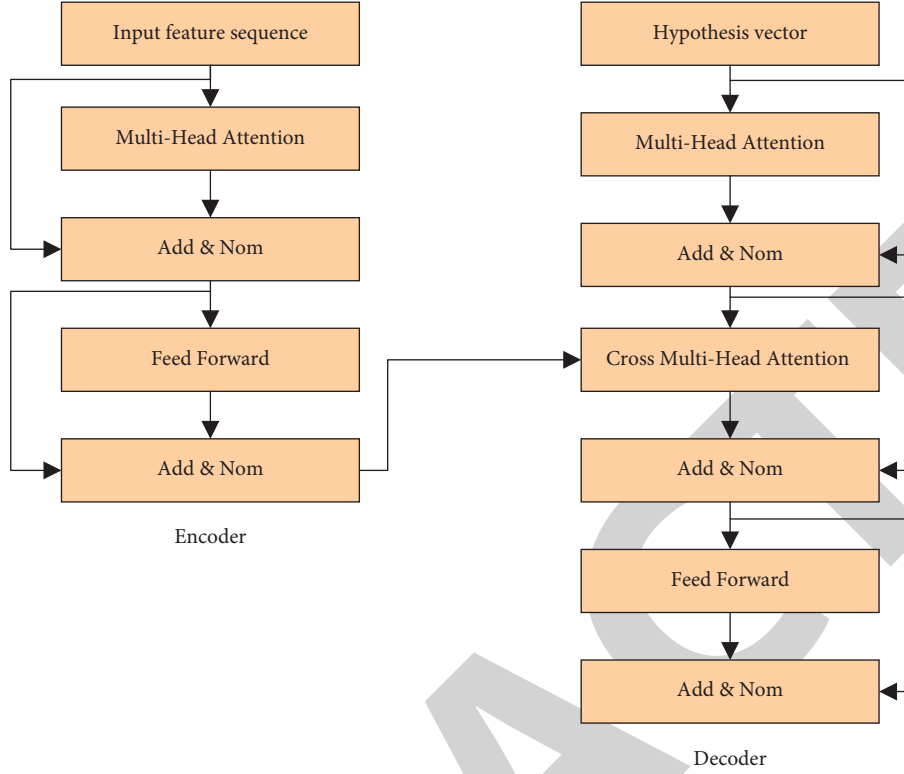 Input feature sequence
Multi-Head Attention
Add & Nom
Feed Forward
Add & Nom
Encoder
Hypothesis vector
Multi-Head Attention
Add & Nom
Cross Multi-Head Attention
Add & Nom
Feed Forward
Add & Nom
Decoder